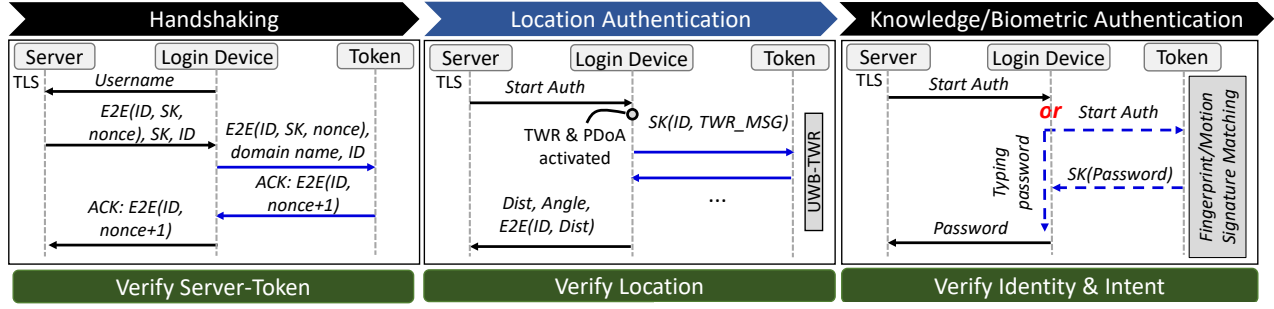 Handshaking
Server
Login Device
Token
TLS
Username
E2E(ID, SK,
nonce), SK, ID
E2E(ID, SK, nonce),
domain name, ID
ACK: E2E(ID,
nonce+1)
ACK: E2E(ID,
nonce+1)
Verify Server-Token
Location Authentication
Server
Login Device
Token
TLS
Start Auth
TWR & PDoA
activated
SK(ID, TWR_MSG)
...
Dist, Angle,
E2E(ID, Dist)
UWB-TWR
Verify Location
Knowledge/Biometric Authentication
Server
Login Device
Token
TLS
Start Auth
or
Start Auth
Typing
password
SK(Password)
Password
Fingerprint/Motion
Signature Matching
Verify Identity & Intent